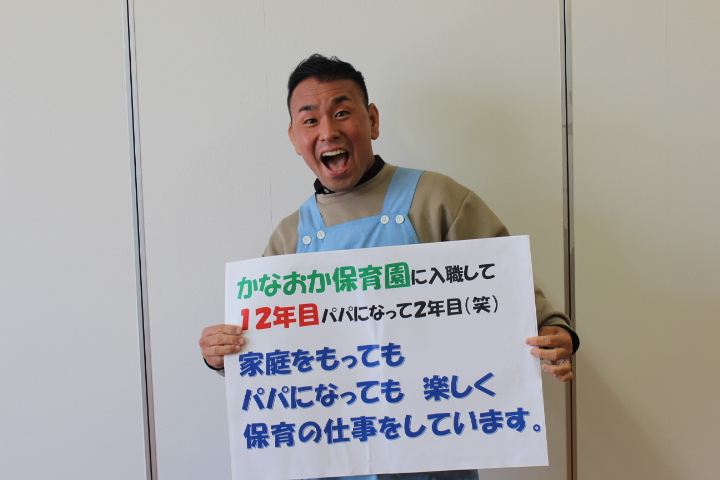 かなおか保育園に入職して
12年目パパになって2年目(笑)
家庭をもっても
パパになっても 楽しく
保育の仕事をしています。